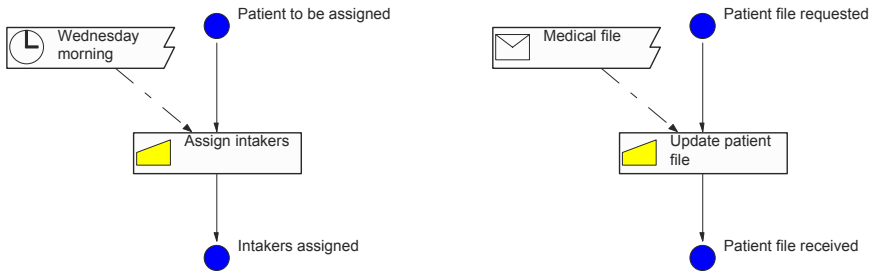 Patient to be assigned
Wednesday
morning
Assign intakers
Intakers assigned
Patient file requested
Medical file
Update patient
file
Patient file received